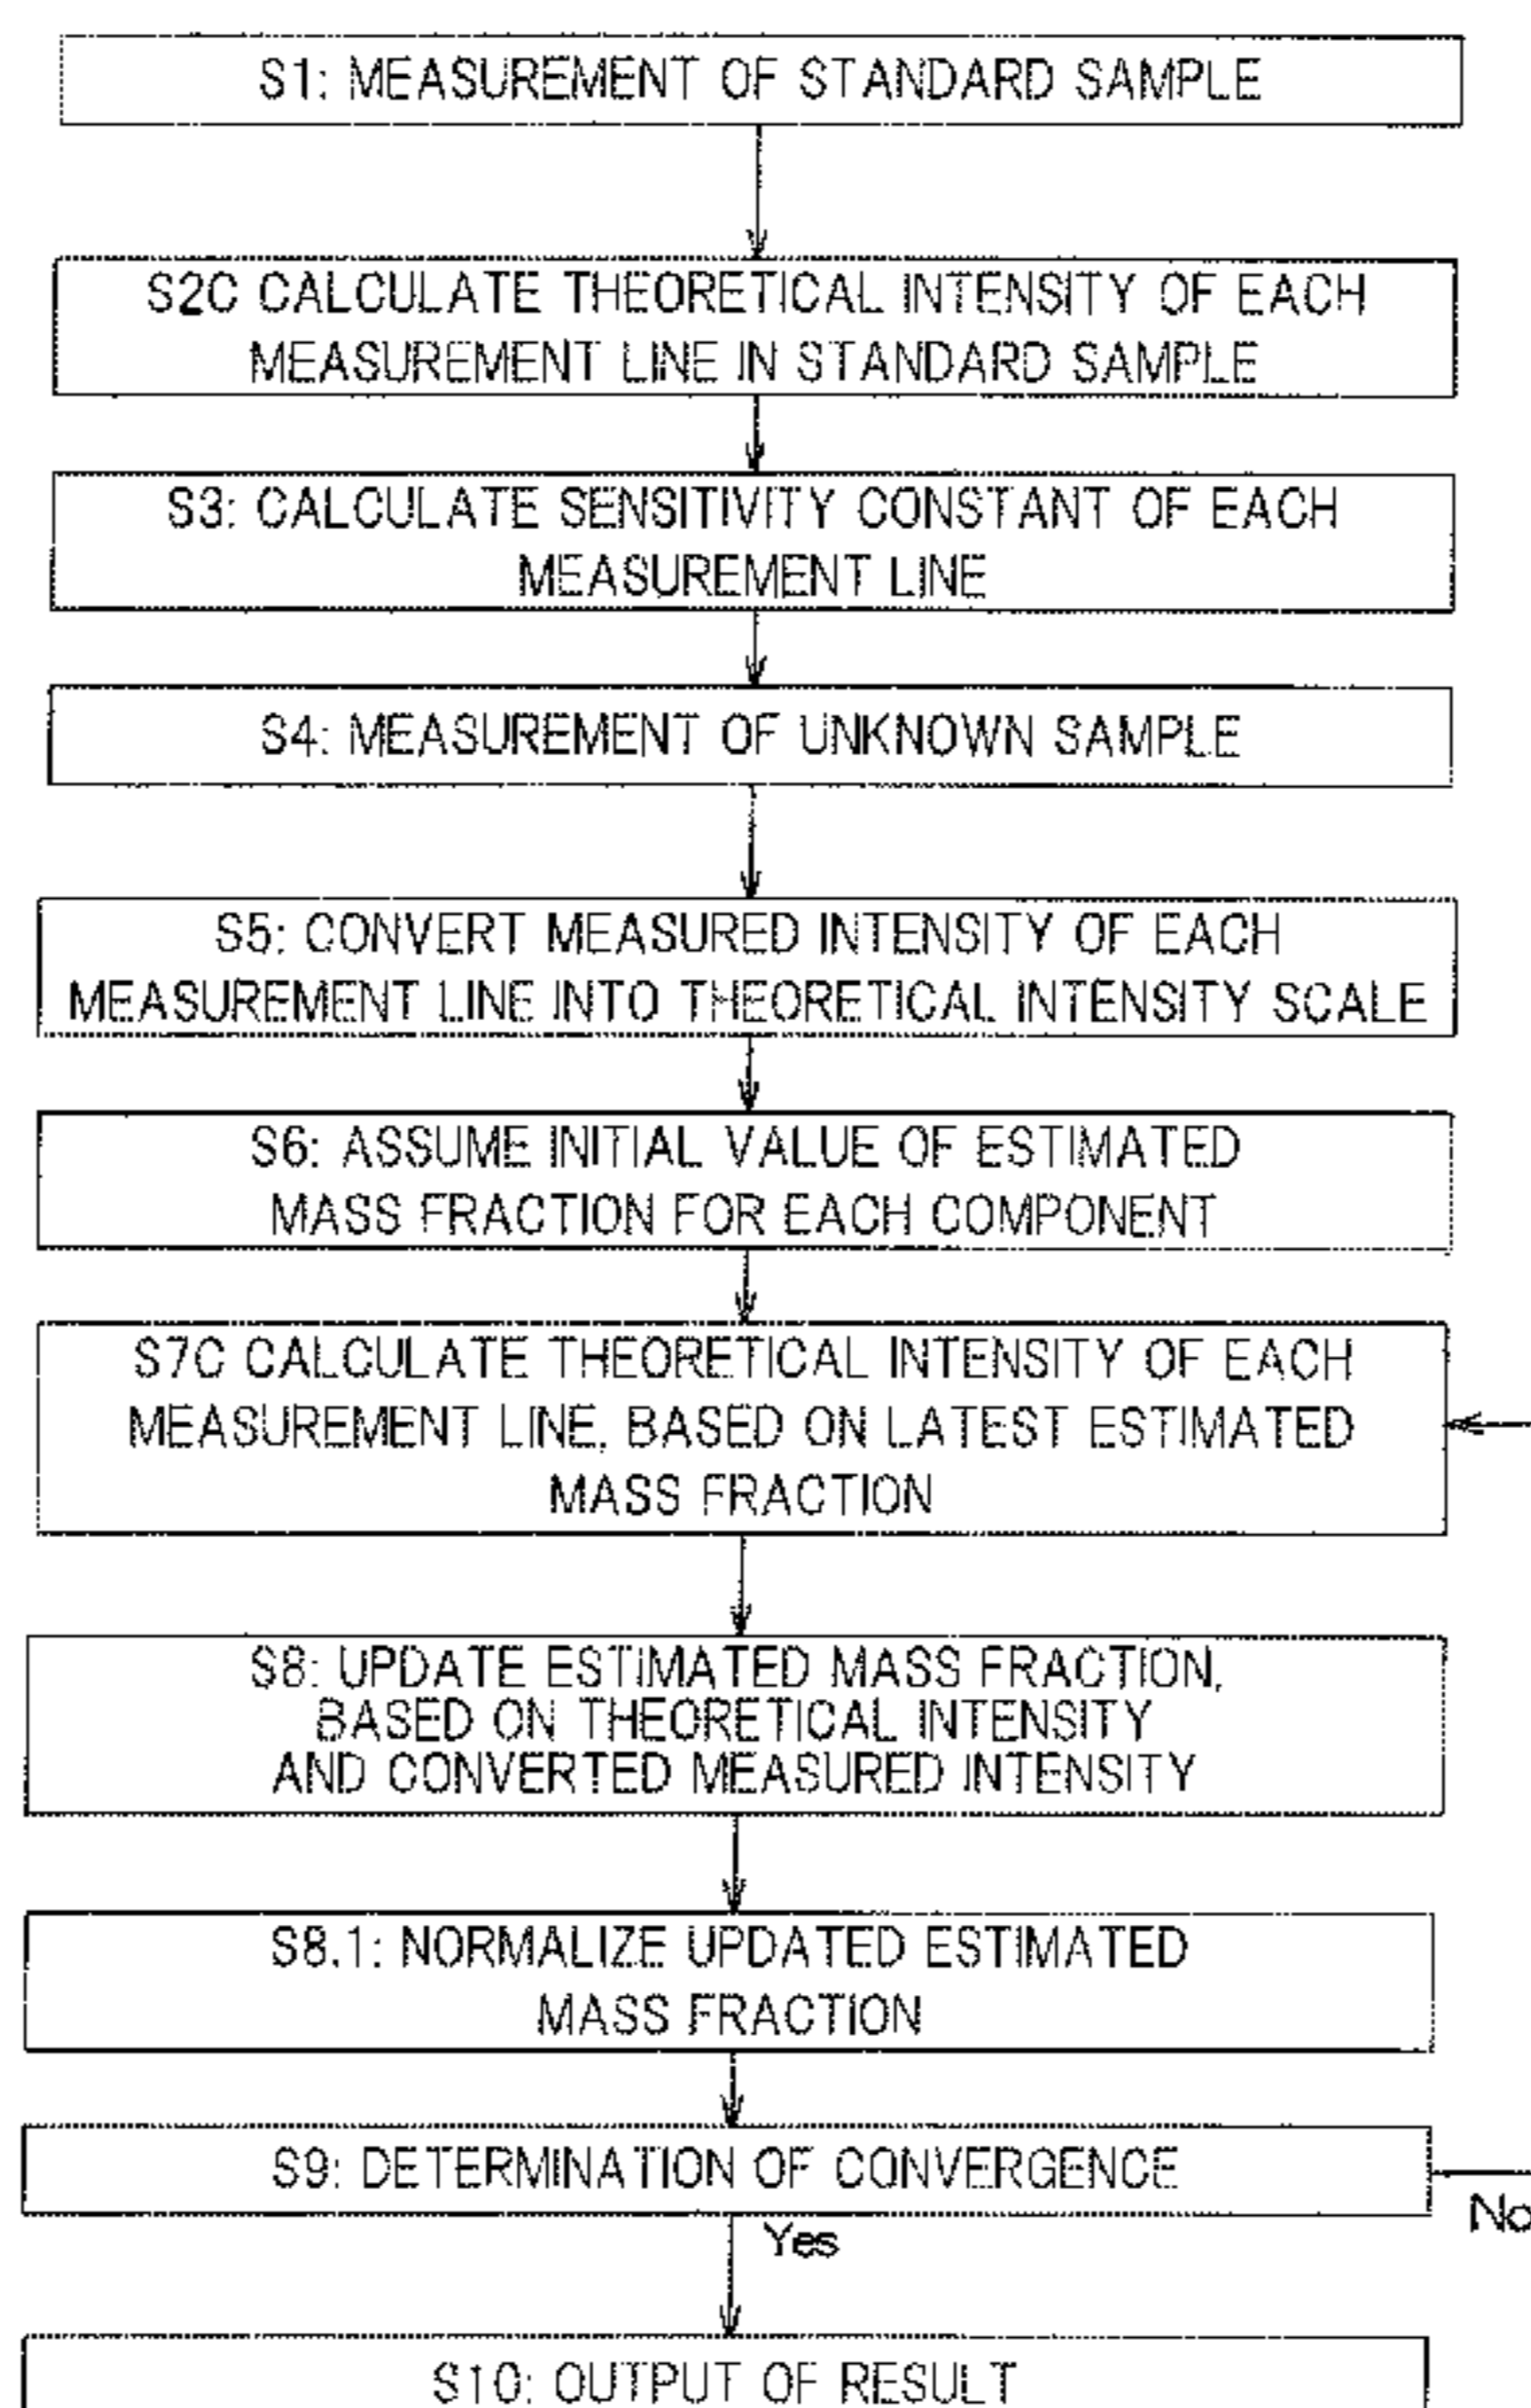 S1: MEASUREMENT OF STANDARD SAMPLE
S2C CALCULATE THEORETICAL INTENSITY OF EACH
MEASUREMENT LINE IN STANDARD SAMPLE
S3: CALCULATE SENSITIVITY CONSTANT OF EACH
MEASUREMENT LINE
S4: MEASUREMENT OF UNKNOWN SAMPLE
S5: CONVERT MEASURED INTENSITY OF EACH
MEASUREMENT LINE INTO THEORETICAL INTENSITY SCALE
S6: ASSUME INITIAL VALUE OF ESTIMATED
MASS FRACTION FOR EACH COMPONENT
S7C CALCULATE THEORETICAL INTENSITY OF EACH
MEASUREMENT LINE, BASED ON LATEST ESTIMATED
MASS FRACTION
S8: UPDATE ESTIMATED MASS FRACTION,
BASED ON THEORETICAL INTENSITY
AND CONVERTED MEASURED INTENSITY
S8.1: NORMALIZE UPDATED ESTIMATED
MASS FRACTION
S9: DETERMINATION OF CONVERGENCE
No
Yes
S10: OUTPUT OF RESULT